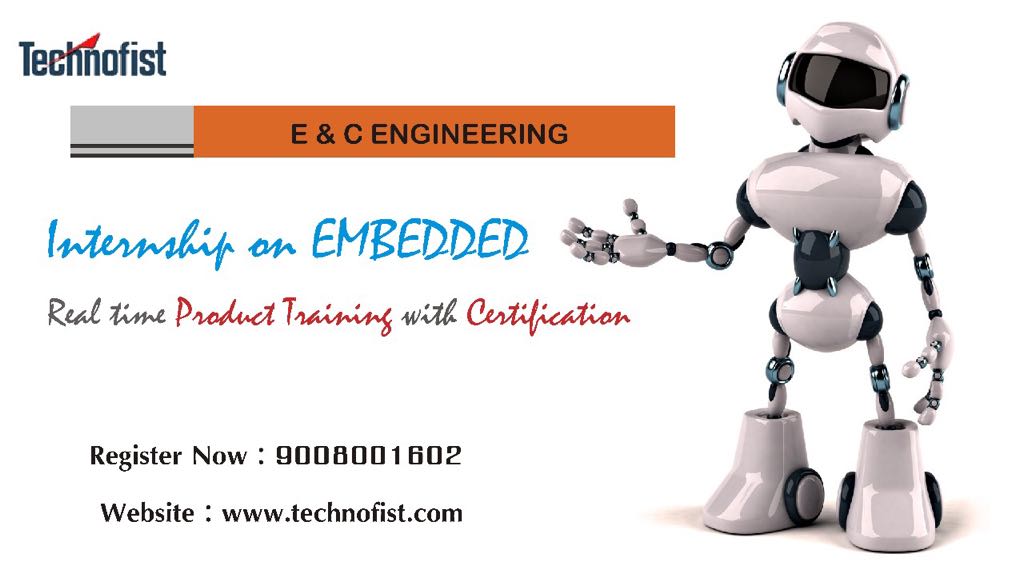 Technofist
E & C ENGINEERING
Internship on EMBEDDED
Real time Product Training with Certification
Register Now : 9008001602
Website : www.technofist.com